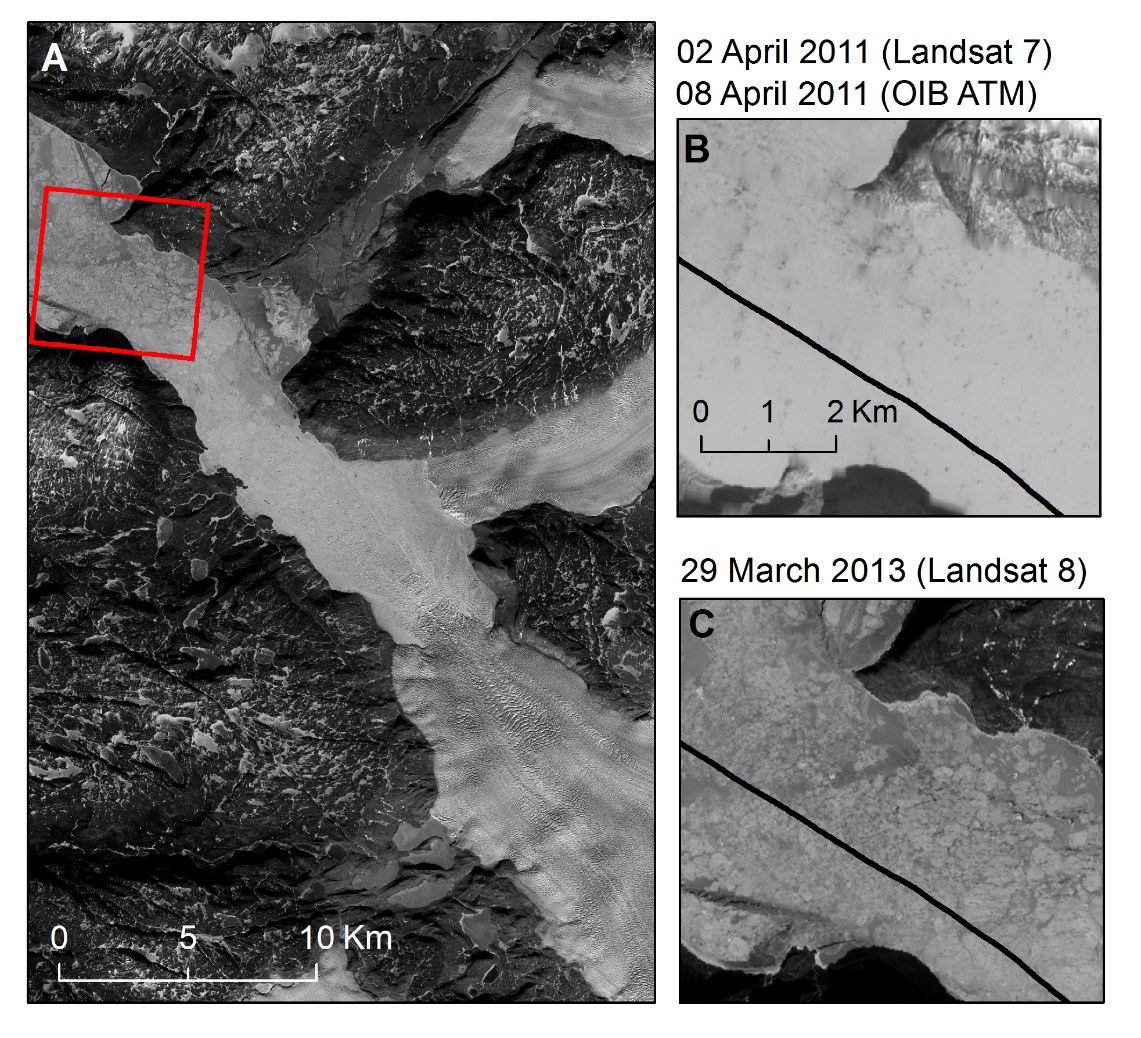 A
02 April 2011 (Landsat 7)
08 April 2011 (OIB ATM)
B
0 1 2 Km
29 March 2013 (Landsat 8)
C
0 5 10 Km